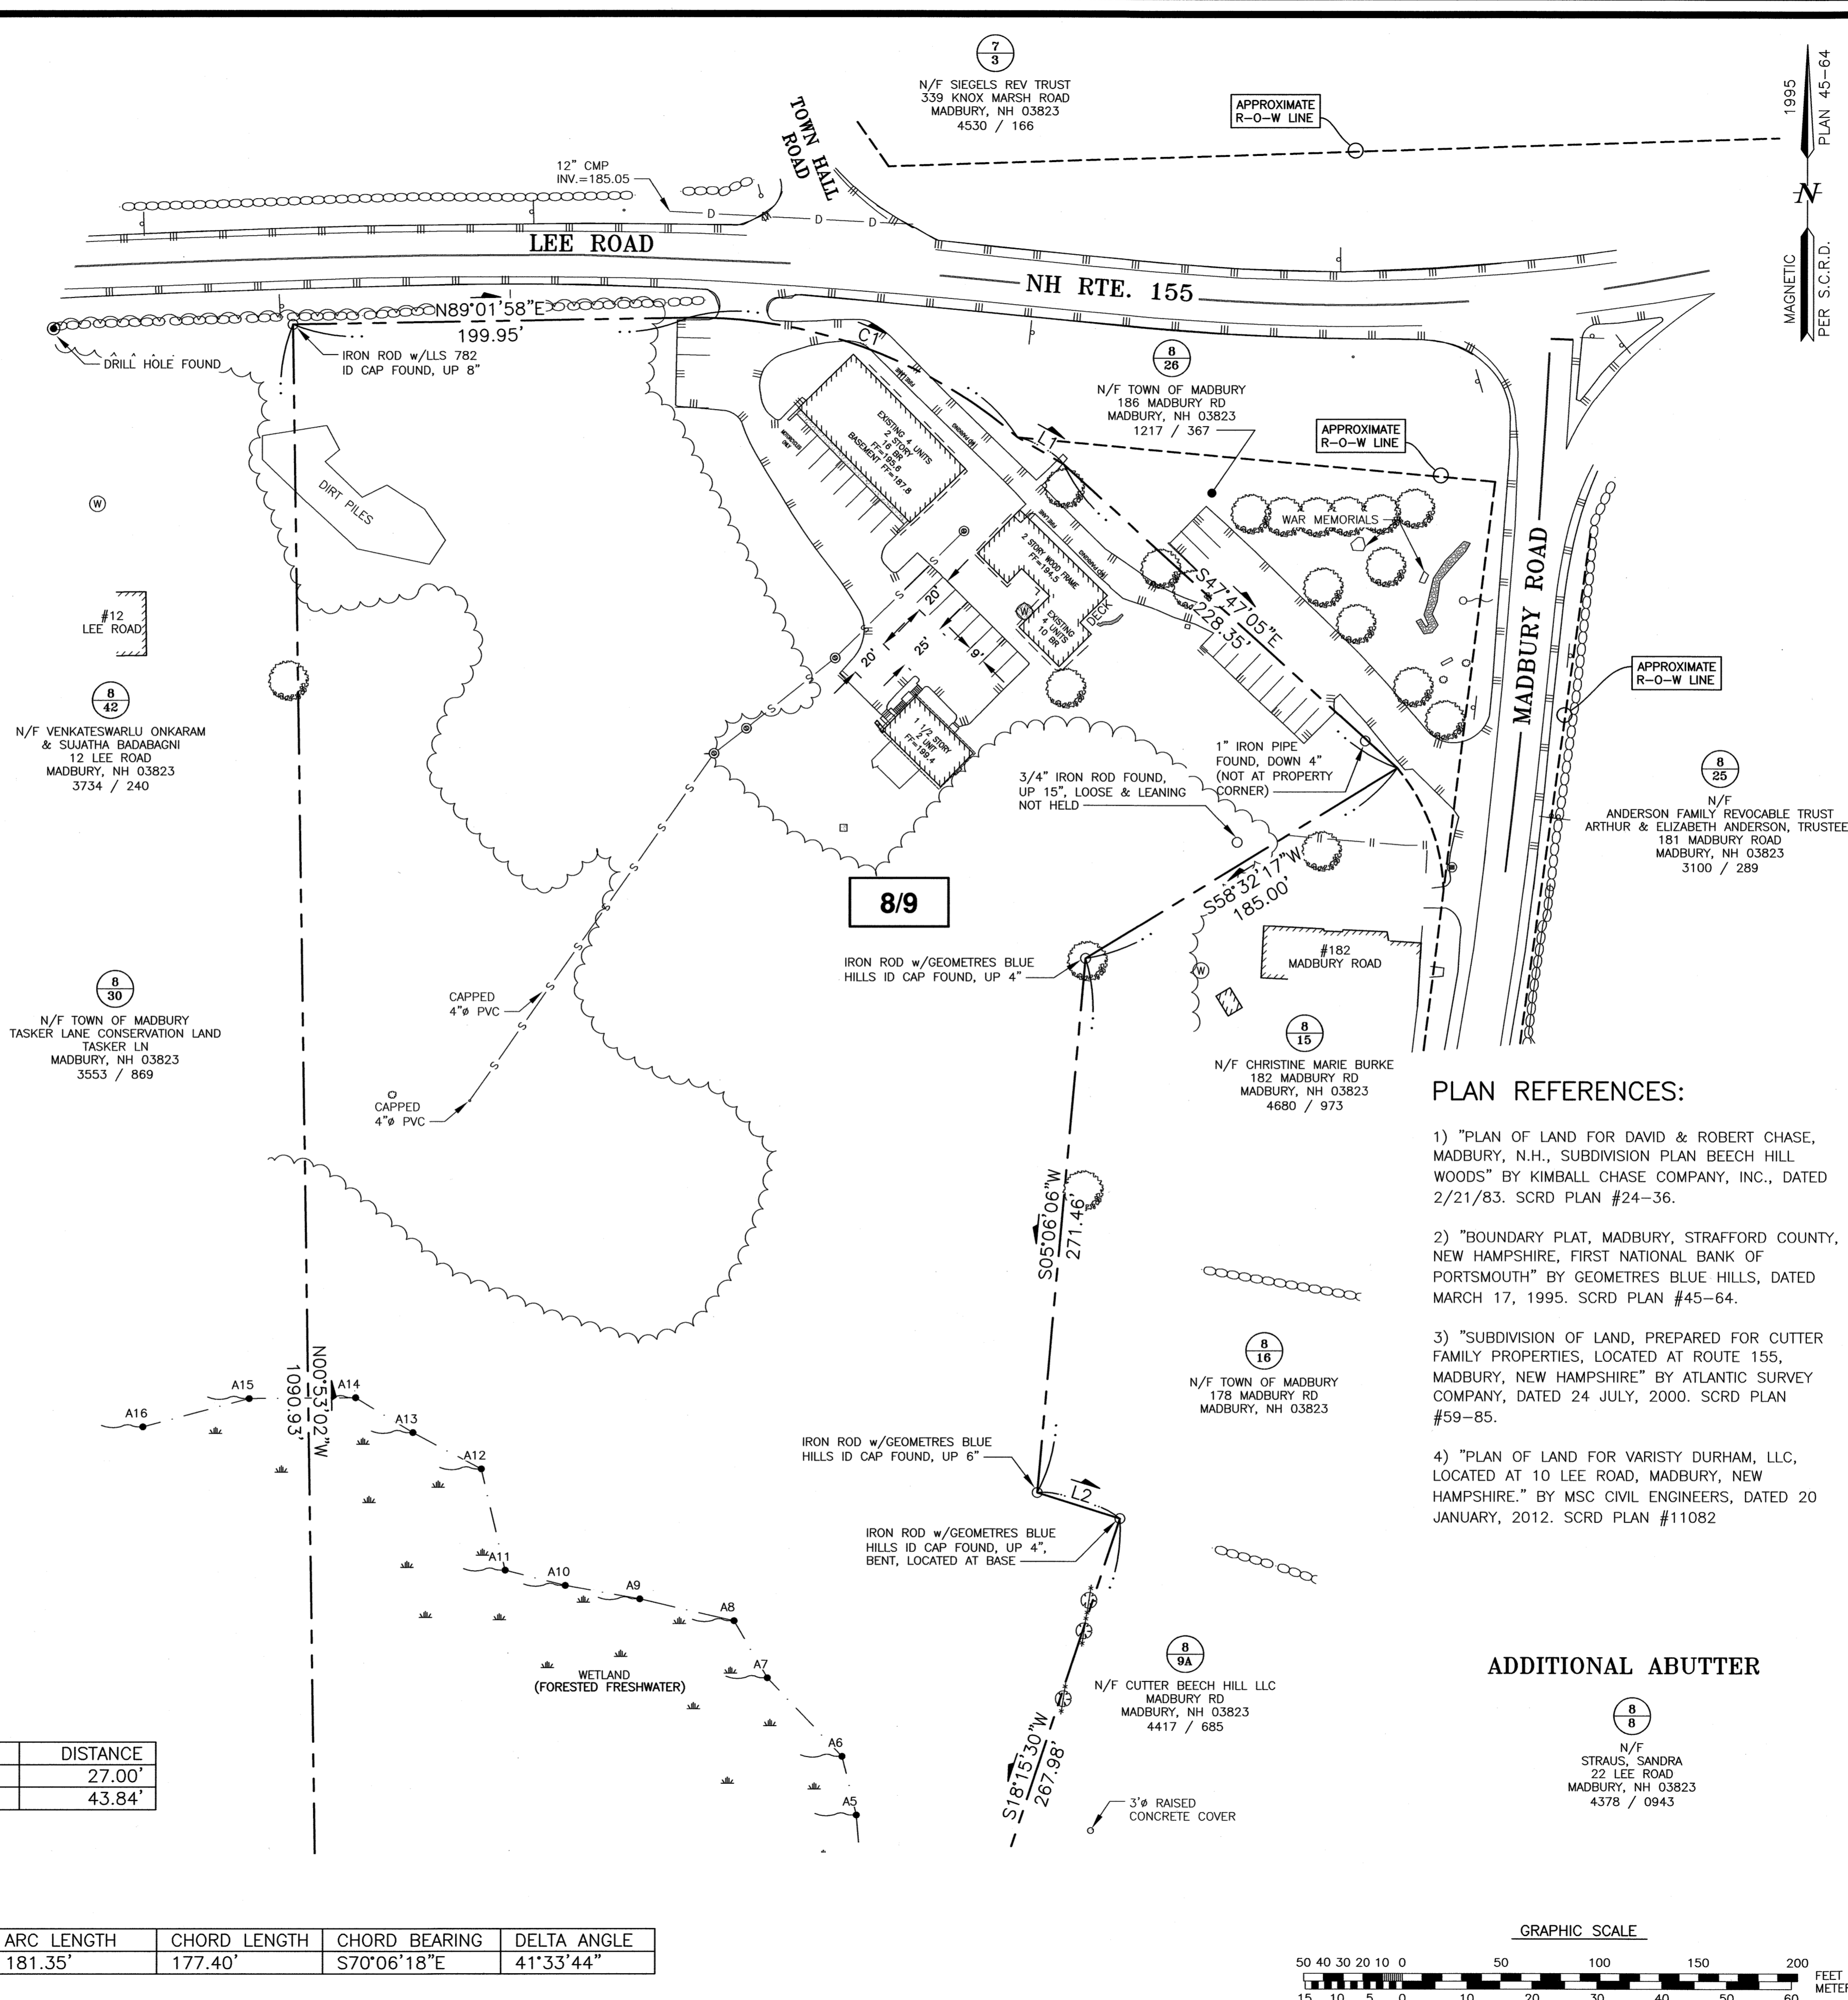 7
3
N/F SIEGELS REV TRUST
339 KNOX MARSH ROAD
MADBURY, NH 03823
4530 / 166
APPROXIMATE
R-O-W LINE
1995
PLAN 45-64
N
MAGNETIC
PER S.C.R.D.
TOWN HALL
ROAD
12" CMP
INV.=185.05
D
D
D
LEE ROAD
NH RTE. 155
N89°01'58"E
199.95'
DRILL HOLE FOUND
IRON ROD w/LLS 782
ID CAP FOUND, UP 8"
C1
8
26
N/F TOWN OF MADBURY
186 MADBURY RD
MADBURY, NH 03823
1217 / 367
APPROXIMATE
R-O-W LINE
L1
EXISTING 4 UNITS
2 STORY
16 BR
FF=195.6
BASEMENT FF=187.8
DIRT PILES
W
WAR MEMORIALS
2 STORY WOOD FRAME
FF=194.5
EXISTING
4 UNITS
10 BR
W
DECK
S47°47'05"E
228.35'
MADBURY ROAD
#12
LEE ROAD
20'
25'
20'
9'
S
S
S
S
S
S
S
S
S
S
S
APPROXIMATE
R-O-W LINE
8
42
N/F VENKATESWARLU ONKARAM
& SUJATHA BADABAGNI
12 LEE ROAD
MADBURY, NH 03823
3734 / 240
1 1/2 STORY
2 UNIT
FF=199.4
1" IRON PIPE
FOUND, DOWN 4"
(NOT AT PROPERTY
CORNER)
3/4" IRON ROD FOUND,
UP 15", LOOSE & LEANING
NOT HELD
8
25
N/F
ANDERSON FAMILY REVOCABLE TRUST
ARTHUR & ELIZABETH ANDERSON, TRUSTEE
181 MADBURY ROAD
MADBURY, NH 03823
3100 / 289
8/9
S58°32'17"W
185.00'
#182
MADBURY ROAD
W
IRON ROD w/GEOMETRES BLUE
HILLS ID CAP FOUND, UP 4"
8
30
N/F TOWN OF MADBURY
TASKER LANE CONSERVATION LAND
TASKER LN
MADBURY, NH 03823
3553 / 869
CAPPED
4"ø PVC
CAPPED
4"ø PVC
8
15
N/F CHRISTINE MARIE BURKE
182 MADBURY RD
MADBURY, NH 03823
4680 / 973
PLAN REFERENCES:
1) "PLAN OF LAND FOR DAVID & ROBERT CHASE,
MADBURY, N.H., SUBDIVISION PLAN BEECH HILL
WOODS" BY KIMBALL CHASE COMPANY, INC., DATED
2/21/83. SCRD PLAN #24-36.
2) "BOUNDARY PLAT, MADBURY, STRAFFORD COUNTY,
NEW HAMPSHIRE, FIRST NATIONAL BANK OF
PORTSMOUTH" BY GEOMETRES BLUE HILLS, DATED
MARCH 17, 1995. SCRD PLAN #45-64.
3) "SUBDIVISION OF LAND, PREPARED FOR CUTTER
FAMILY PROPERTIES, LOCATED AT ROUTE 155,
MADBURY, NEW HAMPSHIRE" BY ATLANTIC SURVEY
COMPANY, DATED 24 JULY, 2000. SCRD PLAN
#59-85.
4) "PLAN OF LAND FOR VARISTY DURHAM, LLC,
LOCATED AT 10 LEE ROAD, MADBURY, NEW
HAMPSHIRE." BY MSC CIVIL ENGINEERS, DATED 20
JANUARY, 2012. SCRD PLAN #11082
S05°06'06"W
271.46'
8
16
N/F TOWN OF MADBURY
178 MADBURY RD
MADBURY, NH 03823
N00°53'02"W
1090.93'
A16
A15
A14
A13
A12
A11
A10
A9
A8
A7
A6
A5
WETLAND
(FORESTED FRESHWATER)
IRON ROD w/GEOMETRES BLUE
HILLS ID CAP FOUND, UP 6"
L2
IRON ROD w/GEOMETRES BLUE
HILLS ID CAP FOUND, UP 4",
BENT, LOCATED AT BASE
8
9A
N/F CUTTER BEECH HILL LLC
MADBURY RD
MADBURY, NH 03823
4417 / 685
S18°15'30"W
267.98'
3'ø RAISED
CONCRETE COVER
ADDITIONAL ABUTTER
8
8
N/F
STRAUS, SANDRA
22 LEE ROAD
MADBURY, NH 03823
4378 / 0943
DISTANCE
27.00'
43.84'
ARC LENGTH CHORD LENGTH CHORD BEARING DELTA ANGLE
181.35' 177.40' S70°06'18"E 41°33'44"
GRAPHIC SCALE
50 40 30 20 10 0 50 100 150 200
FEET
METER
15 10 5 0 10 20 30 40 50 60